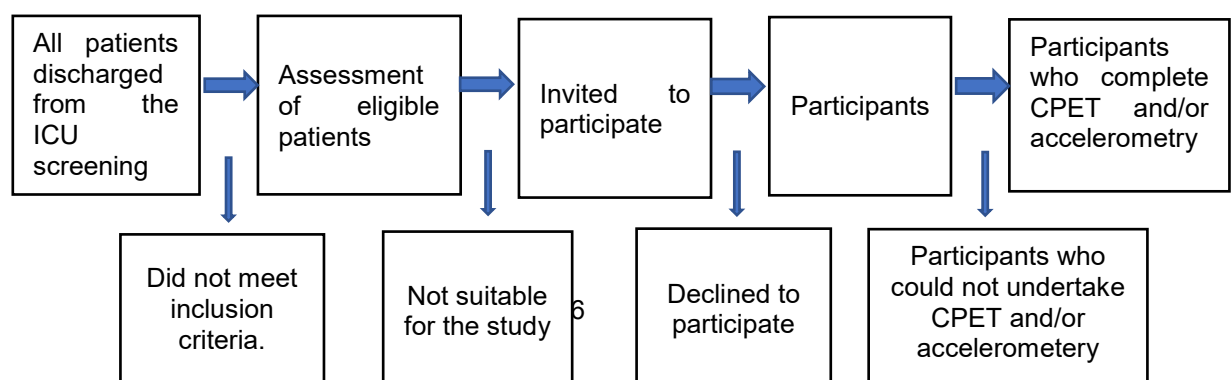 All patients
discharged
from the
ICU
screening
Assessment
of eligible
patients
Invited to
participate
Participants
Participants
who complete
CPET and/or
accelerometry
Did not meet
inclusion
criteria.
Not suitable
for the study
6
Declined to
participate
Participants who
could not undertake
CPET and/or
accelerometery